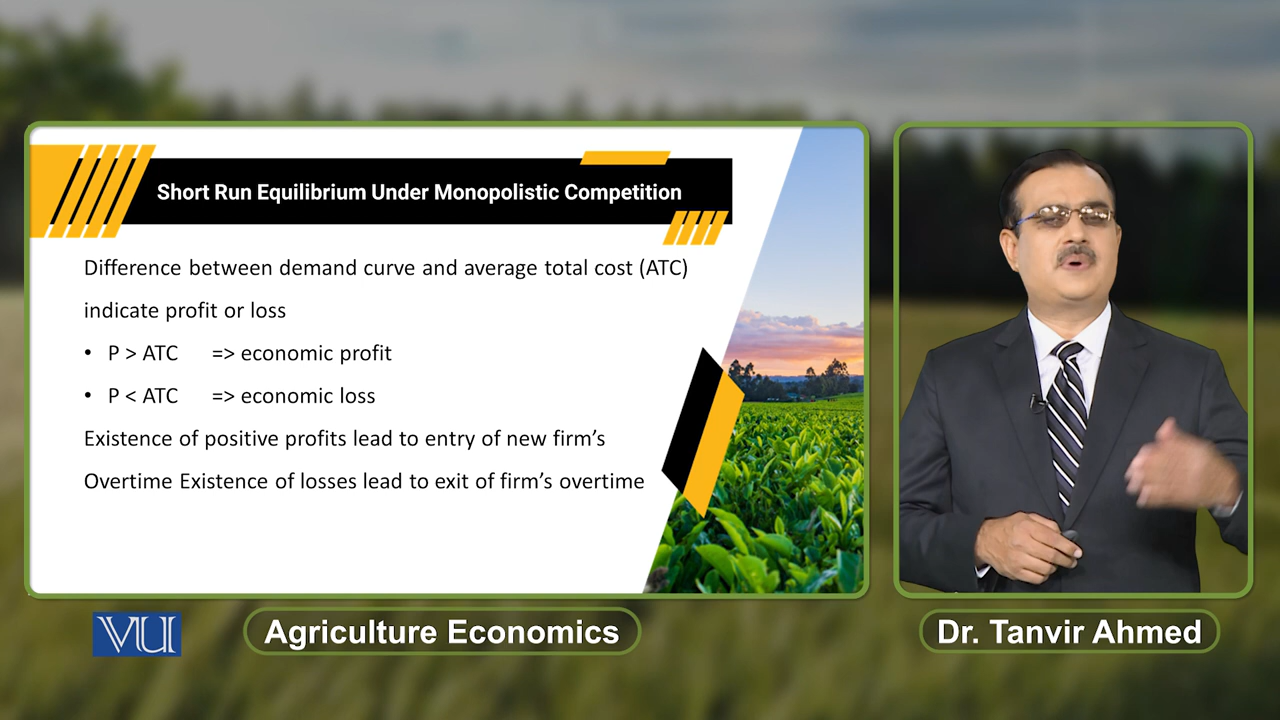 Short Run Equilibrium Under Monopolistic Competition
Difference between demand curve and average total cost (ATC)
indicate profit or loss
• P > ATC => economic profit
• P < ATC => economic loss
Existence of positive profits lead to entry of new firm’s
Overtime Existence of losses lead to exit of firm’s overtime
VU
Agriculture Economics
Dr. Tanvir Ahmed